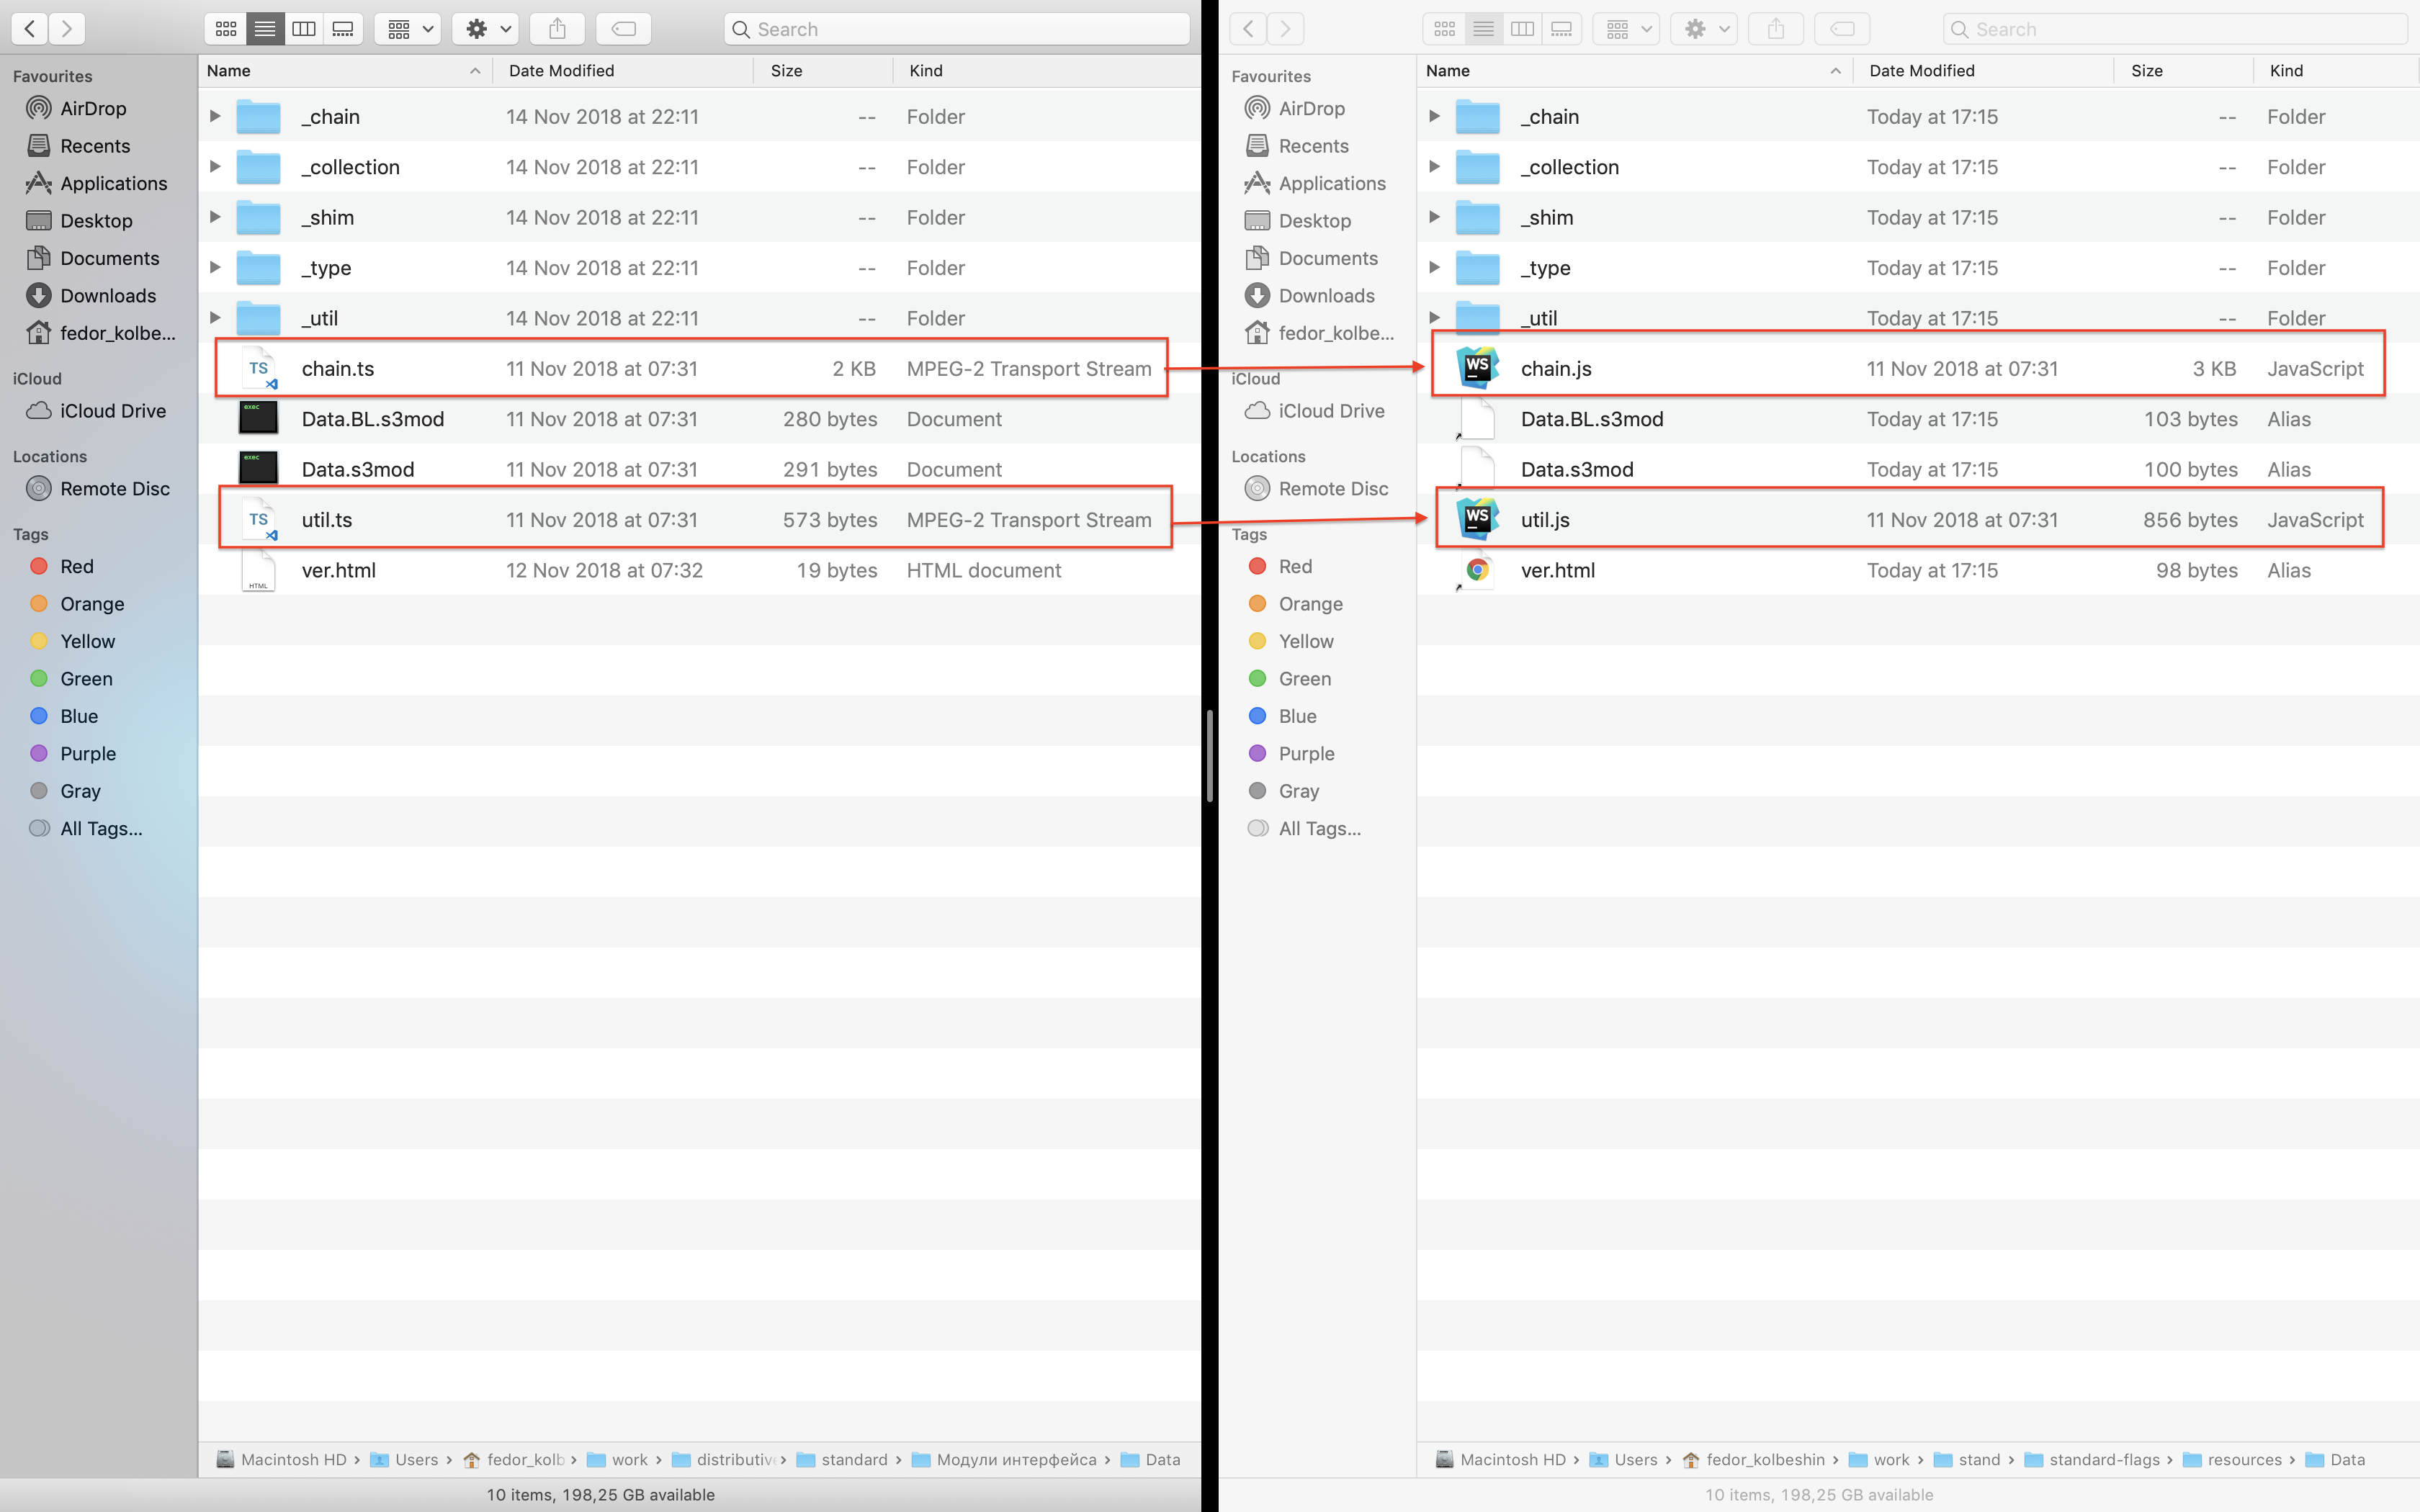 Search
Favourites
AirDrop
Recents
Applications
Desktop
Documents
Downloads
fedor_kolbe...
iCloud
iCloud Drive
Locations
Remote Disc
Tags
Red
Orange
Yellow
Green
Blue
Purple
Gray
All Tags...
Name Date Modified Size Kind
_chain 14 Nov 2018 at 22:11 -- Folder
_collection 14 Nov 2018 at 22:11 -- Folder
_shim 14 Nov 2018 at 22:11 -- Folder
_type 14 Nov 2018 at 22:11 -- Folder
_util 14 Nov 2018 at 22:11 -- Folder
TS chain.ts 11 Nov 2018 at 07:31 2 KB MPEG-2 Transport Stream
exec Data.BL.s3mod 11 Nov 2018 at 07:31 280 bytes Document
exec Data.s3mod 11 Nov 2018 at 07:31 291 bytes Document
TS util.ts 11 Nov 2018 at 07:31 573 bytes MPEG-2 Transport Stream
HTML ver.html 12 Nov 2018 at 07:32 19 bytes HTML document
Macintosh HD › Users › fedor_kolb › work › distributive › standard › Модули интерфейса › Data
10 items, 198,25 GB available
Search
Favourites
AirDrop
Recents
Applications
Desktop
Documents
Downloads
fedor_kolbe...
iCloud
iCloud Drive
Locations
Remote Disc
Tags
Red
Orange
Yellow
Green
Blue
Purple
Gray
All Tags...
Name Date Modified Size Kind
_chain Today at 17:15 -- Folder
_collection Today at 17:15 -- Folder
_shim Today at 17:15 -- Folder
_type Today at 17:15 -- Folder
_util Today at 17:15 -- Folder
WS chain.js 11 Nov 2018 at 07:31 3 KB JavaScript
Data.BL.s3mod Today at 17:15 103 bytes Alias
Data.s3mod Today at 17:15 100 bytes Alias
WS util.js 11 Nov 2018 at 07:31 856 bytes JavaScript
ver.html Today at 17:15 98 bytes Alias
Macintosh HD › Users › fedor_kolbeshin › work › stand › standard-flags › resources › Data
10 items, 198,25 GB available